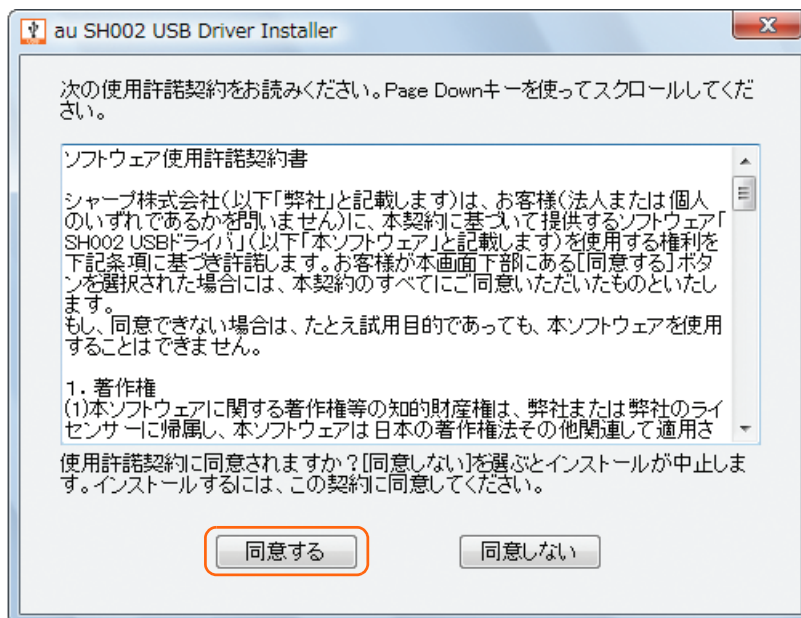 au SH002 USB Driver Installer
次の使用許諾契約をお読みください。Page Downキーを使ってスクロールしてくだ
さい。
ソフトウェア使用許諾契約書
シャープ株式会社(以下「弊社」と記載します)は、お客様(法人または個人
のいずれであるかを問いません)に、本契約に基づいて提供するソフトウェア「
SH002 USBドライバ」(以下「本ソフトウェア」と記載します)を使用する権利を
下記条項に基づき許諾します。お客様が本画面下部にある[同意する]ボタ
ンを選択された場合には、本契約のすべてにご同意いただいたものといたし
ます。
もし、同意できない場合は、たとえ試用目的であっても、本ソフトウェアを使用
することはできません。
1. 著作権
(1)本ソフトウェアに関する著作権等の知的財産権は、弊社または弊社のライ
センサーに帰属し、本ソフトウェアは日本の著作権法その他関連して適用さ
使用許諾契約に同意されますか?[同意しない]を選ぶとインストールが中止しま
す。インストールするには、この契約に同意してください。
同意する
同意しない